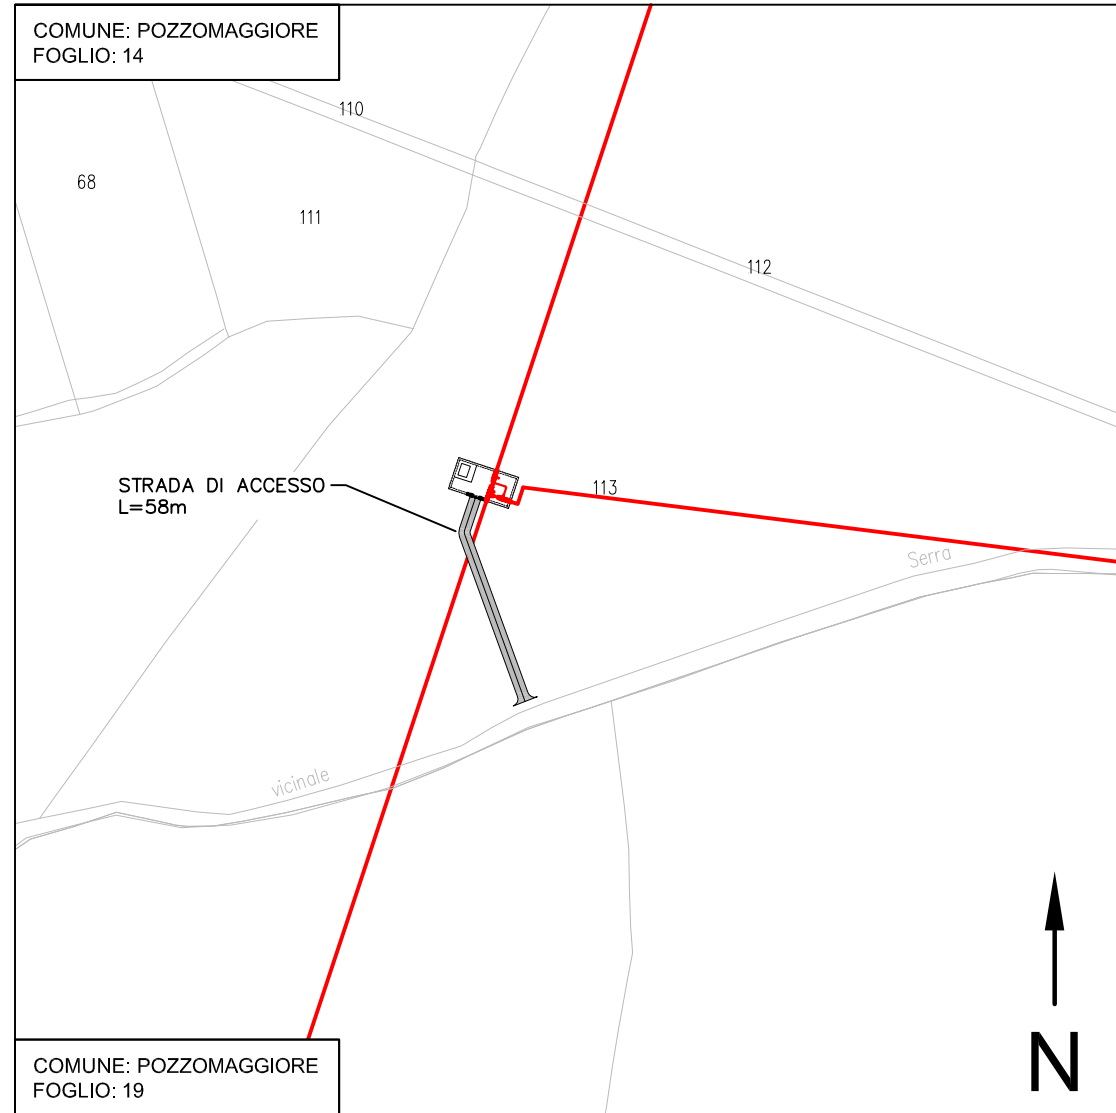 COMUNE: POZZOMAGGIORE
FOGLIO: 14
110
68
111
112
STRADA DI ACCESSO
L=58m
113
Serra
vicinale
COMUNE: POZZOMAGGIORE
FOGLIO: 19
N